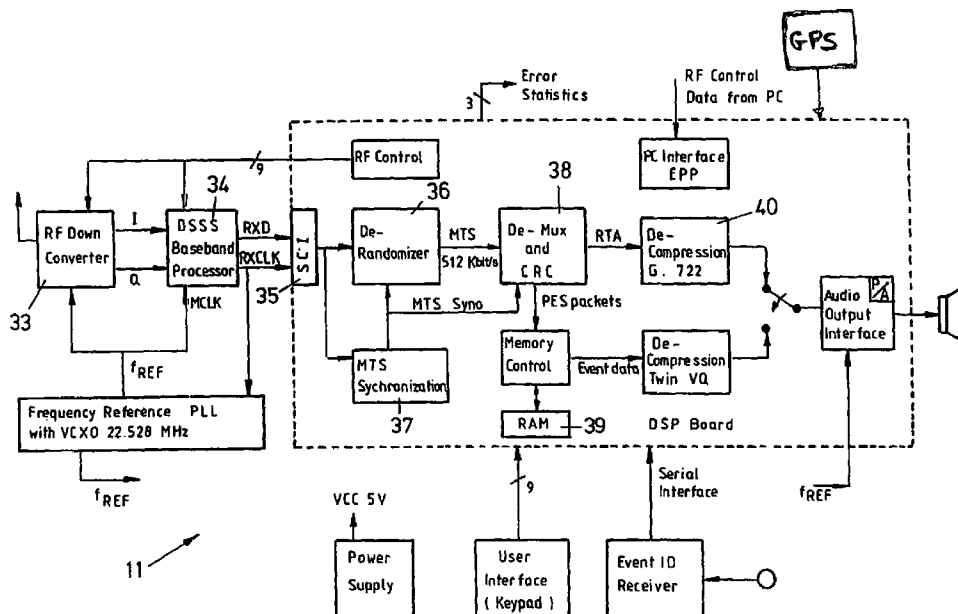 GPS
Error
Statistics
3
RF Control
Data from PC
9
RF Control
PC Interface
EPP
34
36
38
40
RF Down
Converter
I
Q
DSSS
Baseband
Processor
RXD
RXCLK
MCLK
SCI
35
33
De-
Randomizer
MTS
512 Kbit/s
De-Mux
and
CRC
RTA
De-
Compression
G. 722
MTS Sync
PES packets
Audio
Output
Interface
D/A
MTS
Sychronization
37
Memory
Control
Event data
De-
Compression
Twin VQ
fREF
Frequency Reference PLL
with VCXO 22.528 MHz
RAM
39
DSP Board
fREF
9
Serial
Interface
fREF
VCC 5V
11
Power
Supply
User
Interface
( Keypad )
Event ID
Receiver